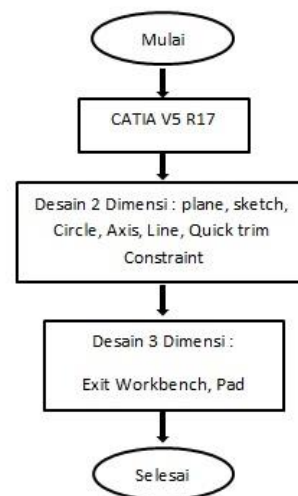 Mulai
CATIA V5 R17
Desain 2 Dimensi : plane, sketch,
Circle, Axis, Line, Quick trim
Constraint
Desain 3 Dimensi :
Exit Workbench, Pad
Selesai